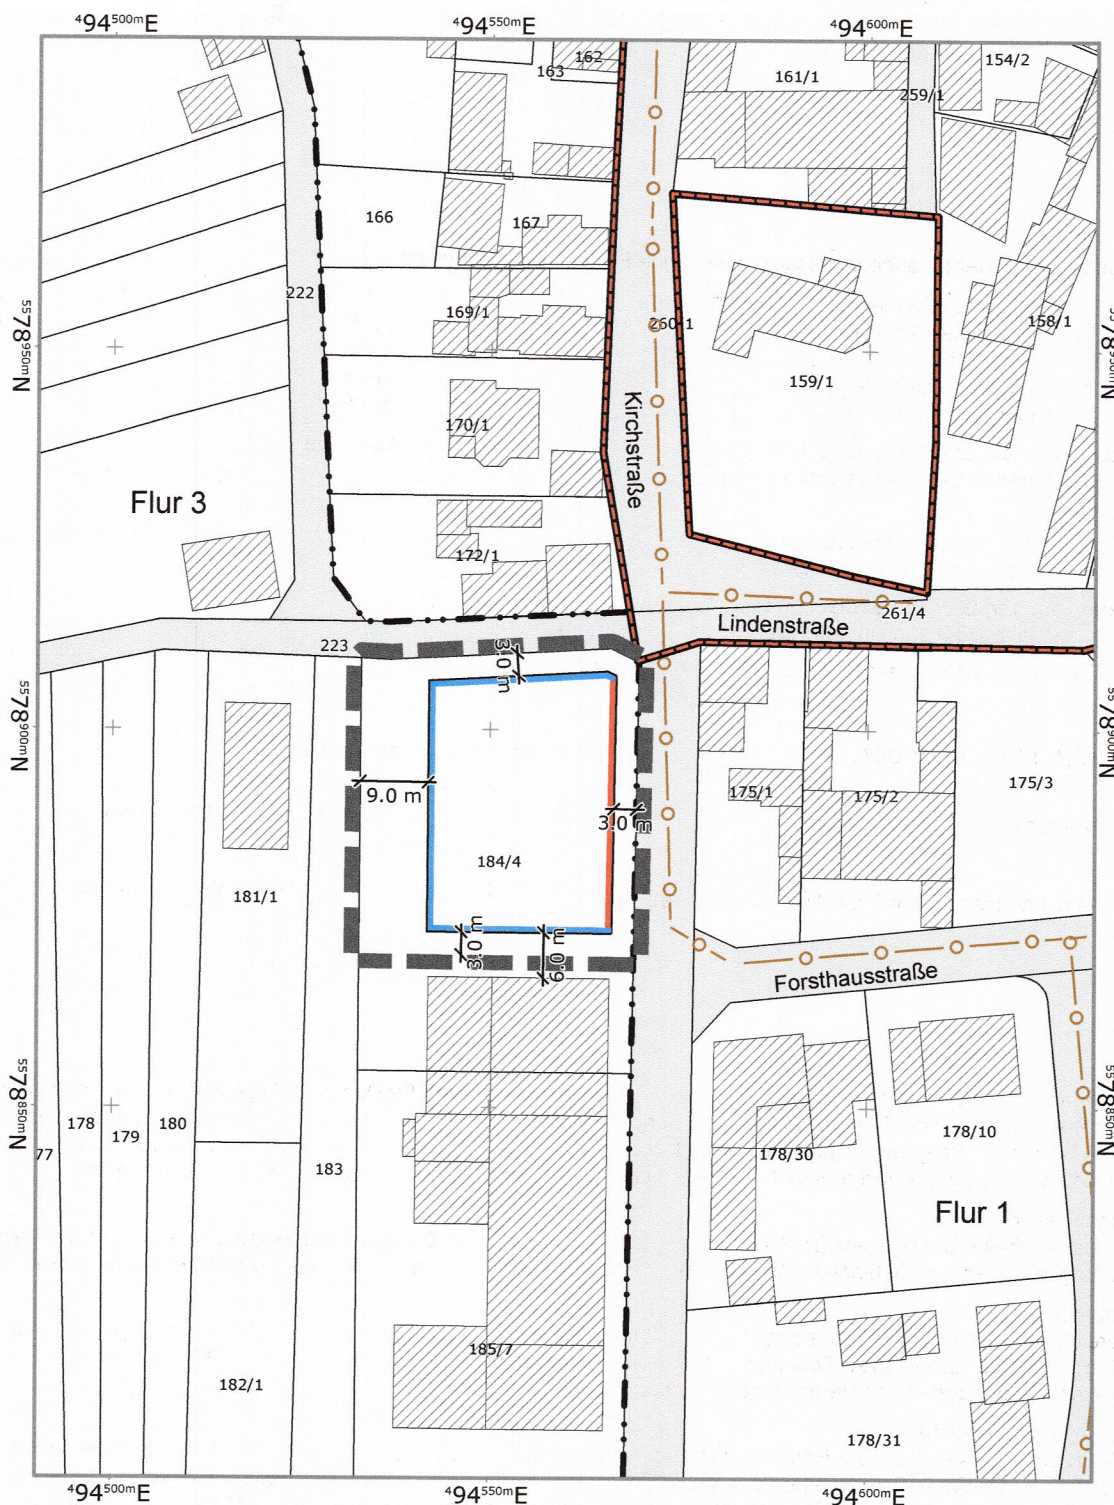 ⁴94⁵⁰⁰ᵐE
⁴94⁵⁵⁰ᵐE
⁴94⁶⁰⁰ᵐE
162
163
154/2
161/1
259/1
166
167
222
169/1
260/1
158/1
⁵⁵78⁹⁵⁰ᵐN
⁵⁵78⁹⁵⁰ᵐN
159/1
Kirchstraße
170/1
Flur 3
172/1
261/4
Lindenstraße
223
3.0 m
⁵⁵78⁹⁰⁰ᵐN
⁵⁵78⁹⁰⁰ᵐN
9.0 m
175/1
175/2
175/3
3.0 m
184/4
181/1
3.0 m
6.0 m
Forsthausstraße
⁵⁵78⁸⁵⁰ᵐN
⁵⁵78⁸⁵⁰ᵐN
77
178
179
180
183
178/30
178/10
Flur 1
185/7
182/1
178/31
⁴94⁵⁰⁰ᵐE
⁴94⁵⁵⁰ᵐE
⁴94⁶⁰⁰ᵐE